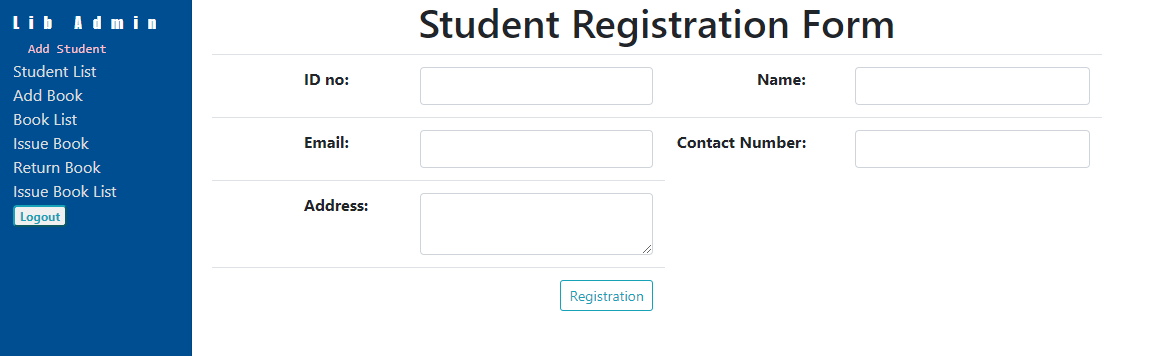 Lib Admin
Add Student
Student List
Add Book
Book List
Issue Book
Return Book
Issue Book List
Logout
Student Registration Form
ID no:
Name:
Email:
Contact Number:
Address:
Registration